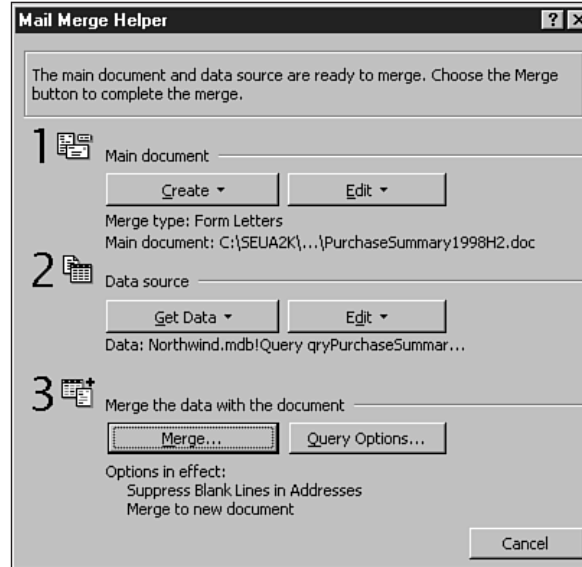 Mail Merge Helper
The main document and data source are ready to merge. Choose the Merge
button to complete the merge.
1
Main document
Create
Edit
Merge type: Form Letters
Main document: C:\SEUA2K\...\PurchaseSummary1998H2.doc
2
Data source
Get Data
Edit
Data: Northwind.mdb!Query qryPurchaseSummar...
3
Merge the data with the document
Merge...
Query Options...
Options in effect:
Suppress Blank Lines in Addresses
Merge to new document
Cancel